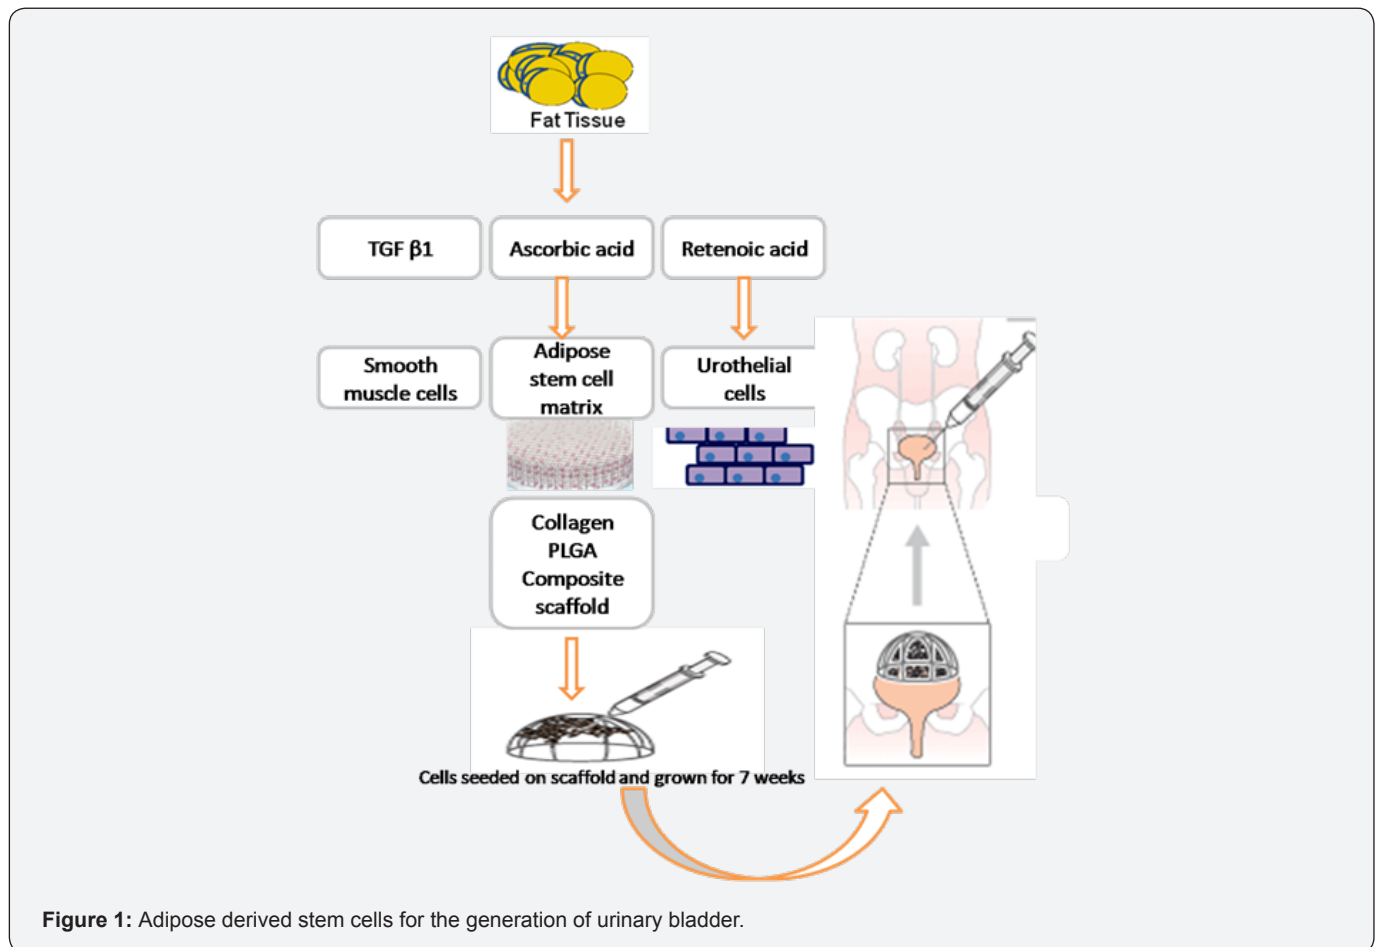 Fat Tissue
TGF β1
Ascorbic acid
Retenoic acid
Smooth
muscle cells
Adipose
stem cell
matrix
Urothelial
cells
Collagen
PLGA
Composite
scaffold
Cells seeded on scaffold and grown for 7 weeks
Figure 1: Adipose derived stem cells for the generation of urinary bladder.